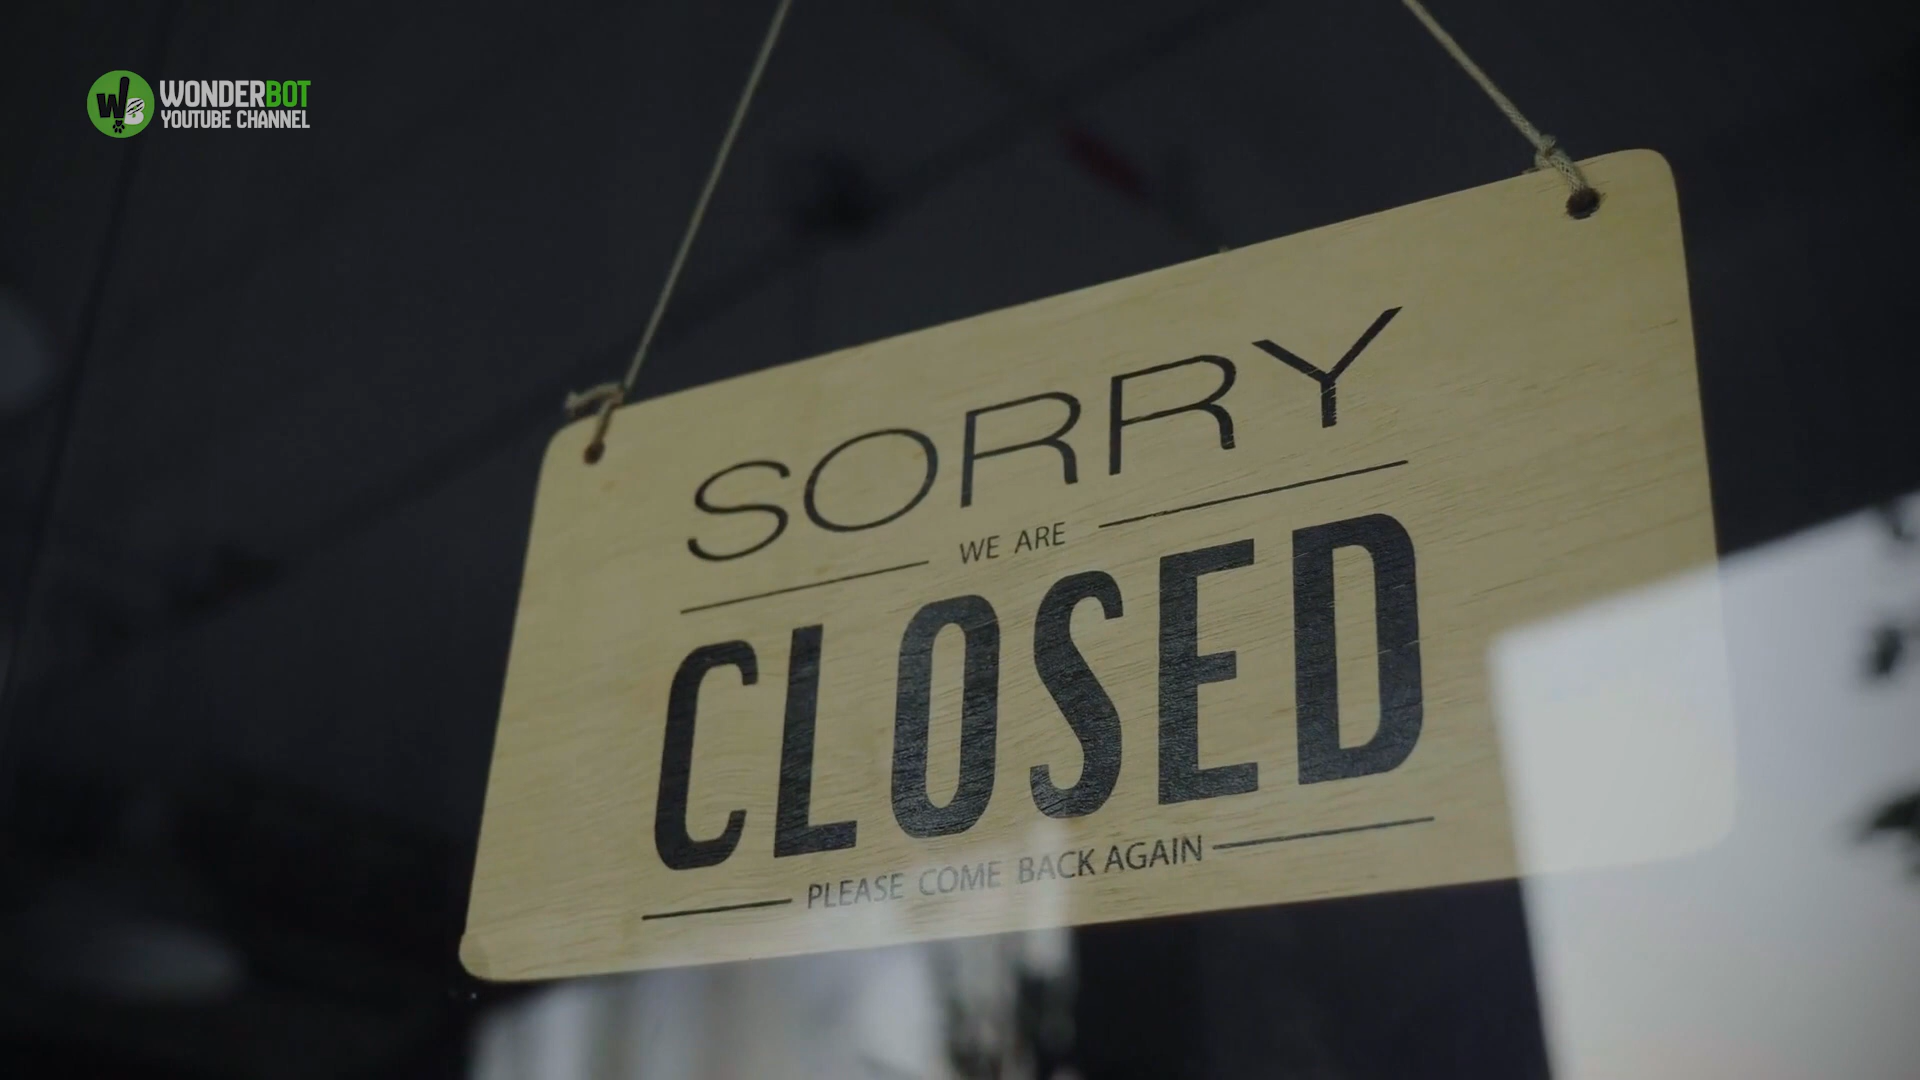 WONDERBOT
YOUTUBE CHANNEL
SORRY
WE ARE
CLOSED
PLEASE COME BACK AGAIN